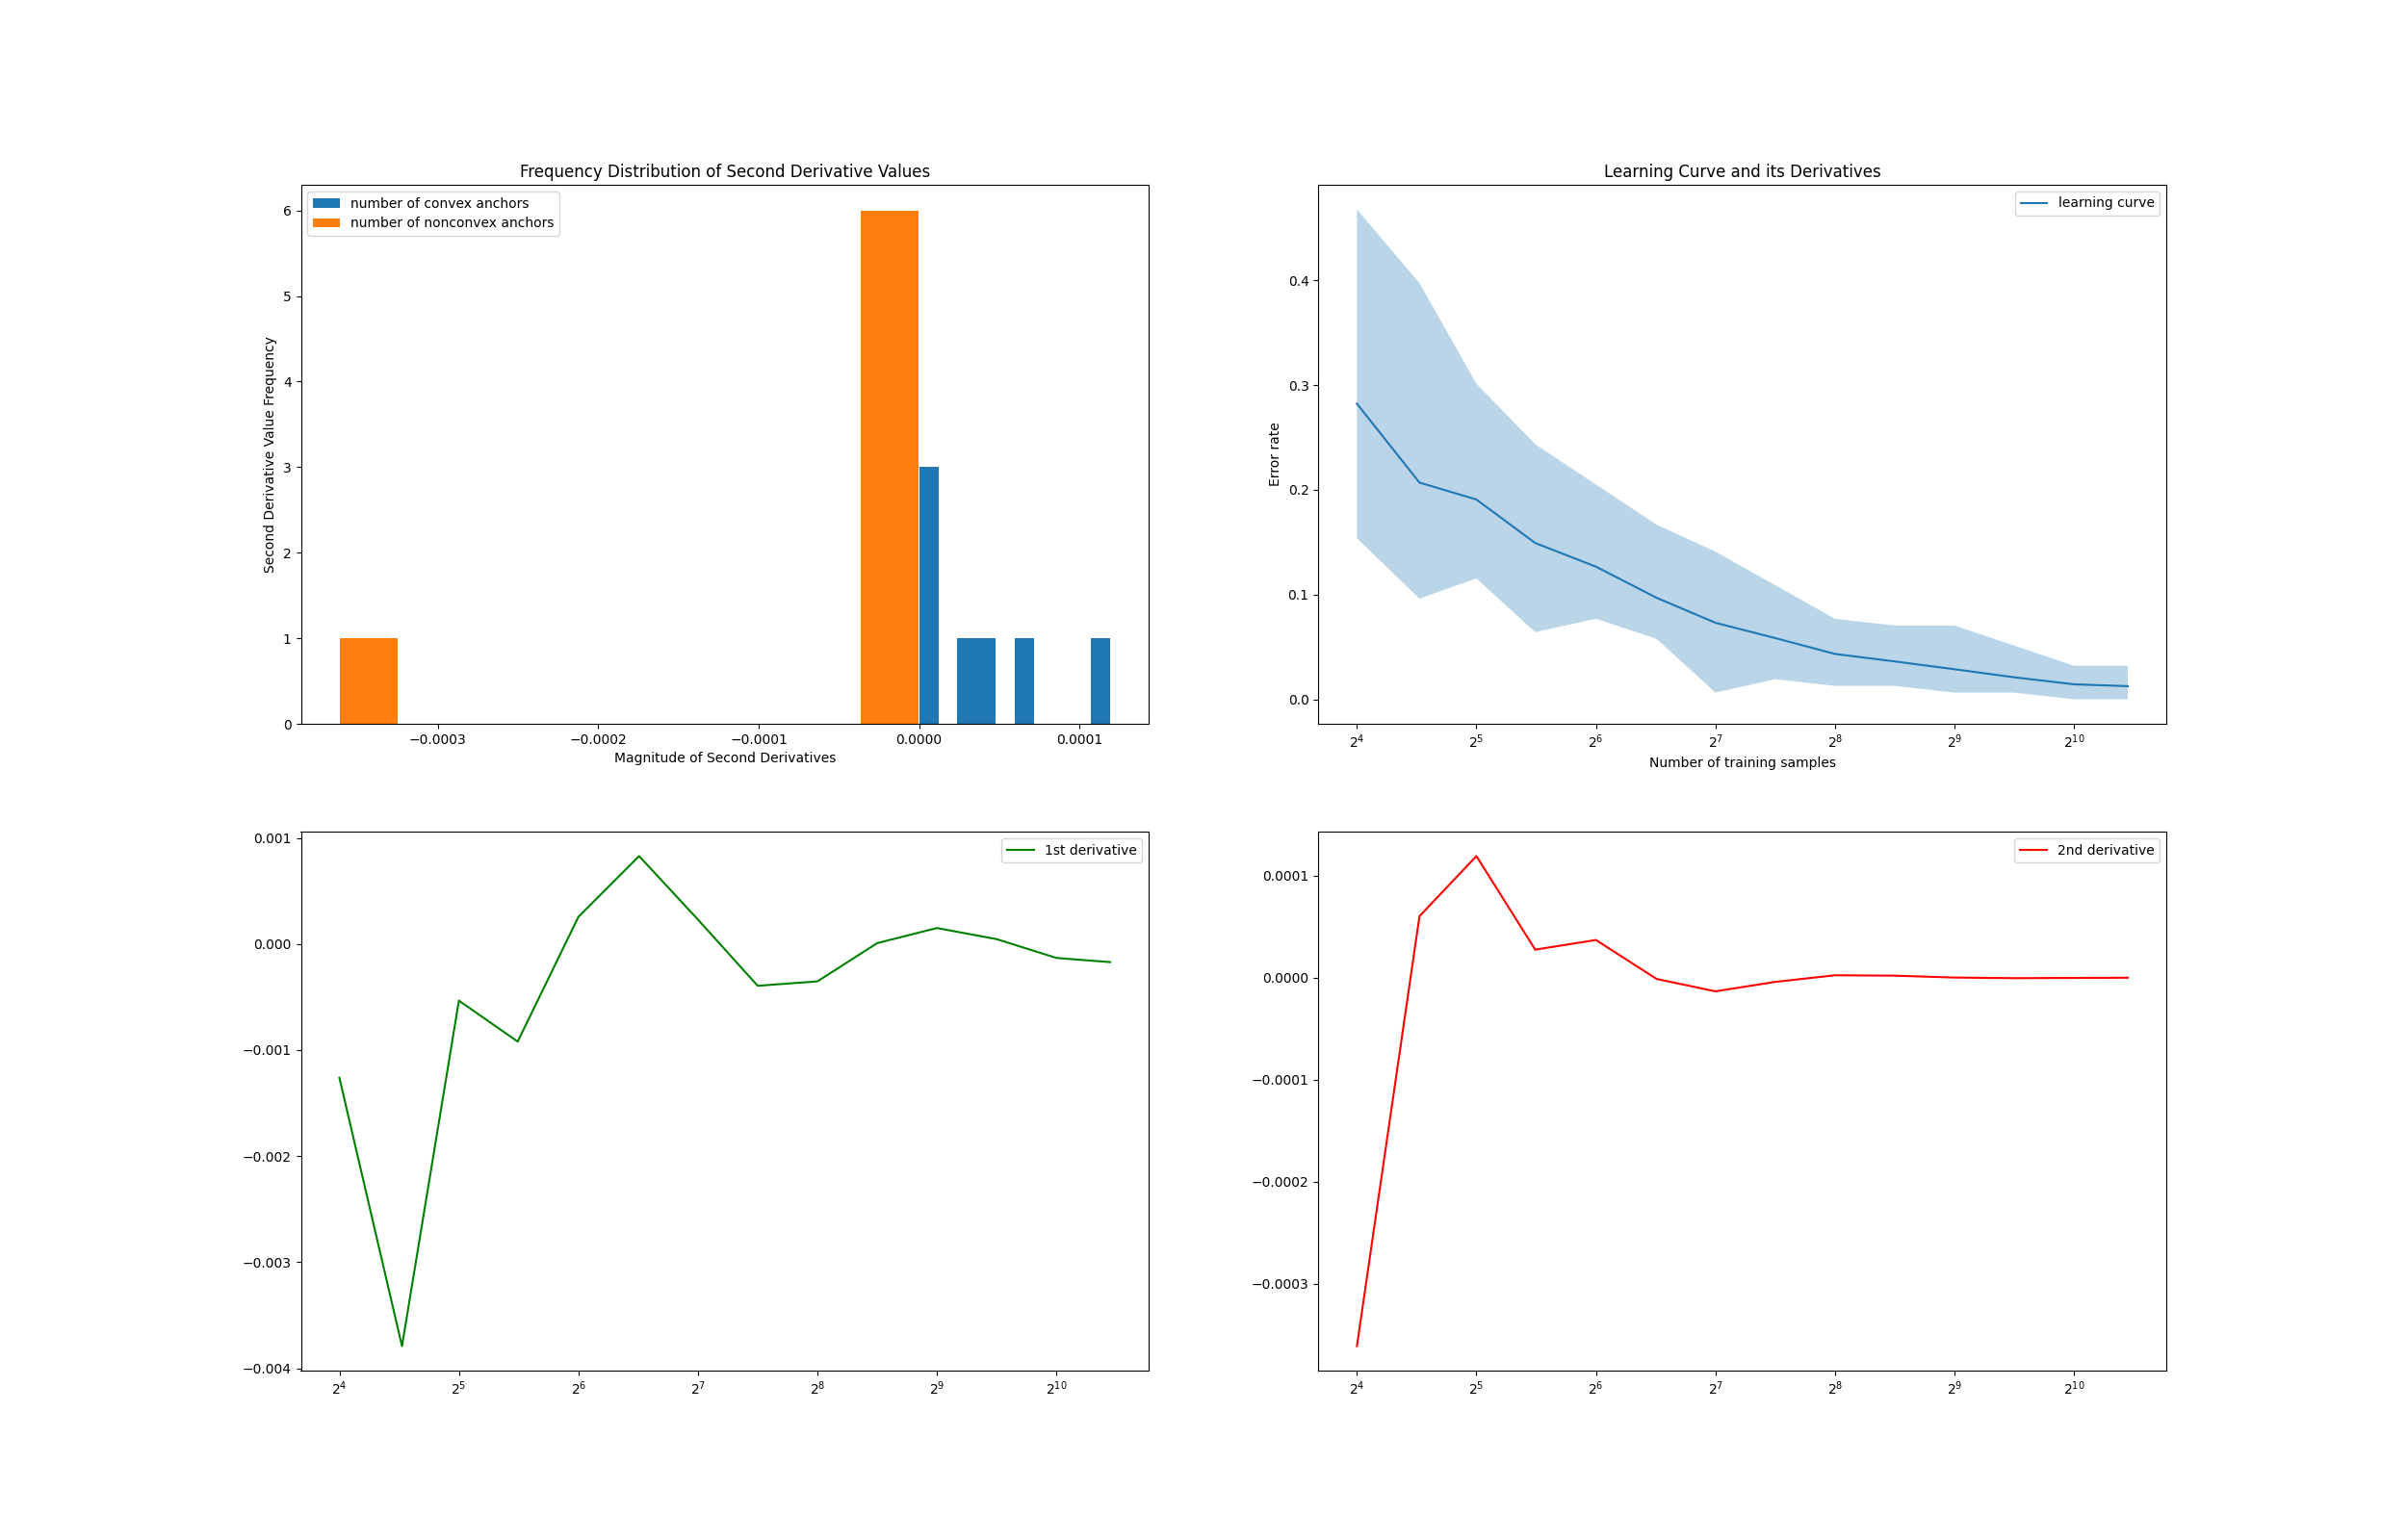 Frequency Distribution of Second Derivative Values
number of convex anchors
number of nonconvex anchors
Second Derivative Value Frequency
6
5
4
3
2
1
0
−0.0003 −0.0002 −0.0001 0.0000 0.0001
Magnitude of Second Derivatives
Learning Curve and its Derivatives
learning curve
Error rate
0.4
0.3
0.2
0.1
0.0
2^4 2^5 2^6 2^7 2^8 2^9 2^10
Number of training samples
1st derivative
0.001
0.000
−0.001
−0.002
−0.003
−0.004
2^4 2^5 2^6 2^7 2^8 2^9 2^10
2nd derivative
0.0001
0.0000
−0.0001
−0.0002
−0.0003
2^4 2^5 2^6 2^7 2^8 2^9 2^10